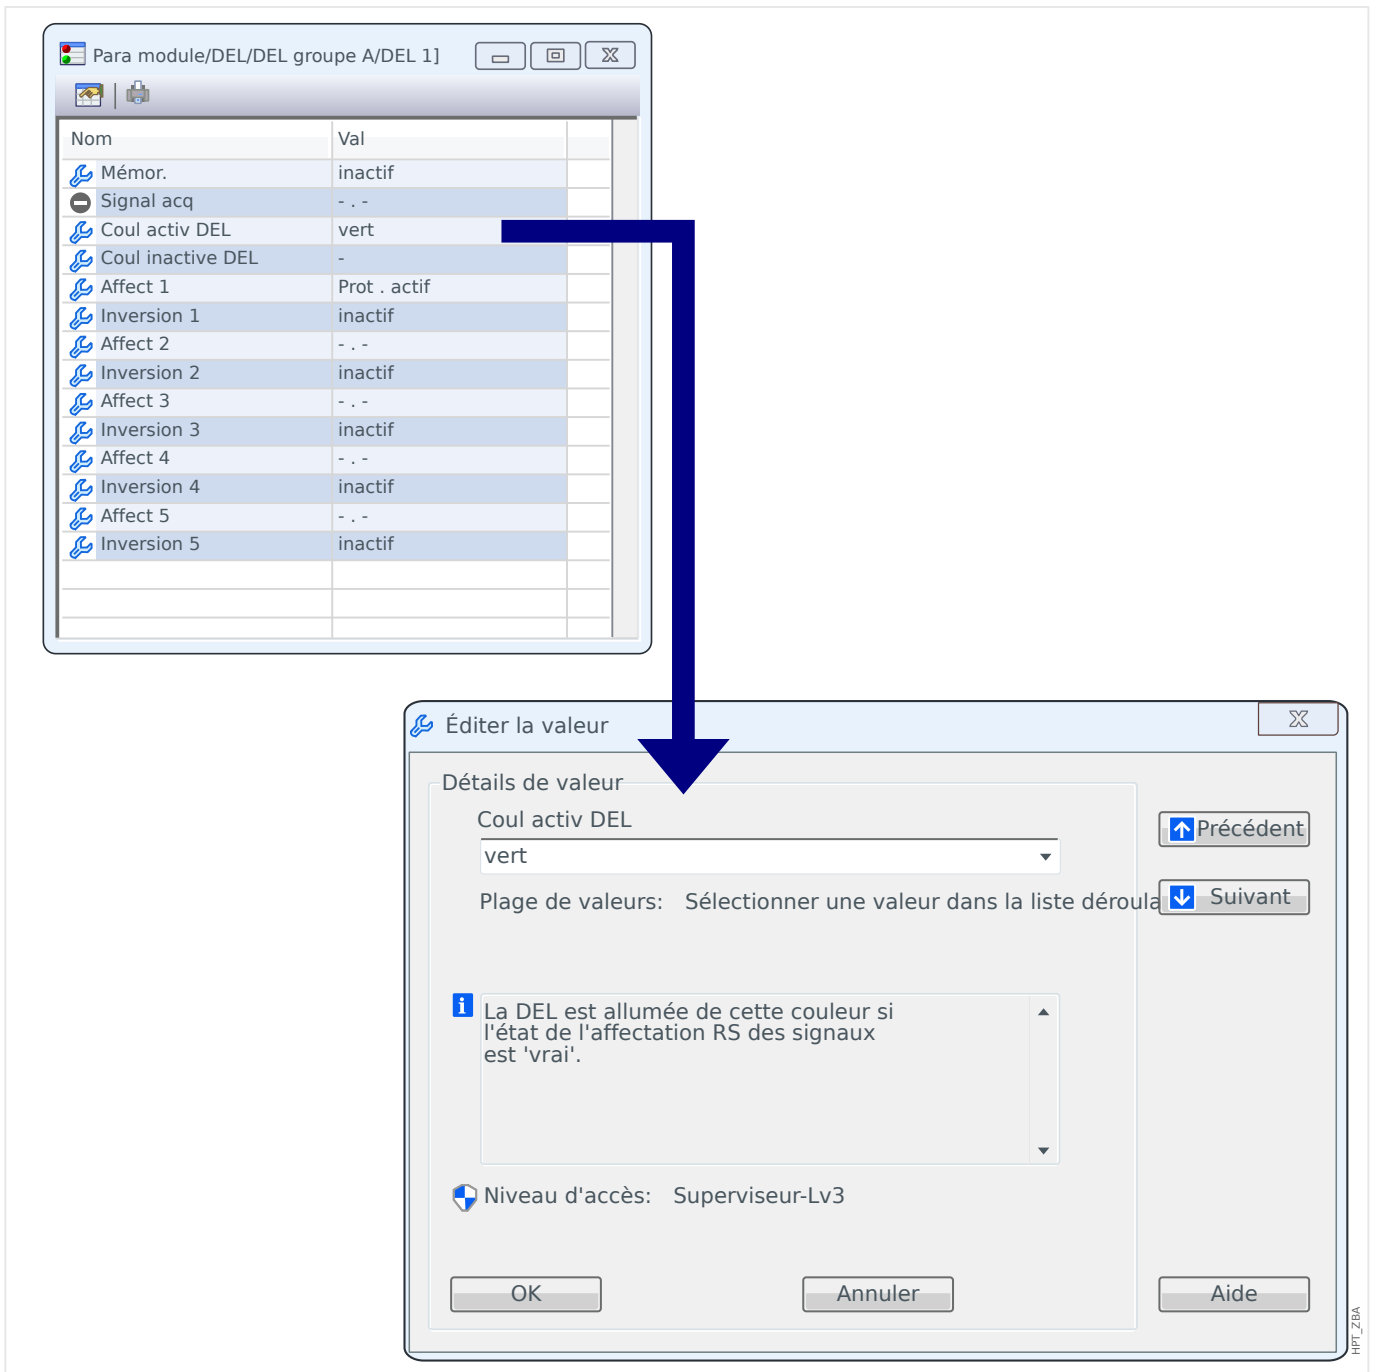 Para module/DEL/DEL groupe A/DEL 1]
Nom Val
Mémor. inactif
Signal acq - . -
Coul activ DEL vert
Coul inactive DEL -
Affect 1 Prot . actif
Inversion 1 inactif
Affect 2 - . -
Inversion 2 inactif
Affect 3 - . -
Inversion 3 inactif
Affect 4 - . -
Inversion 4 inactif
Affect 5 - . -
Inversion 5 inactif
Éditer la valeur
Détails de valeur
Coul activ DEL
vert
Plage de valeurs: Sélectionner une valeur dans la liste déroula
Précédent
Suivant
La DEL est allumée de cette couleur si
l'état de l'affectation RS des signaux
est 'vrai'.
Niveau d'accès: Superviseur-Lv3
OK Annuler Aide
HPT_ZBA